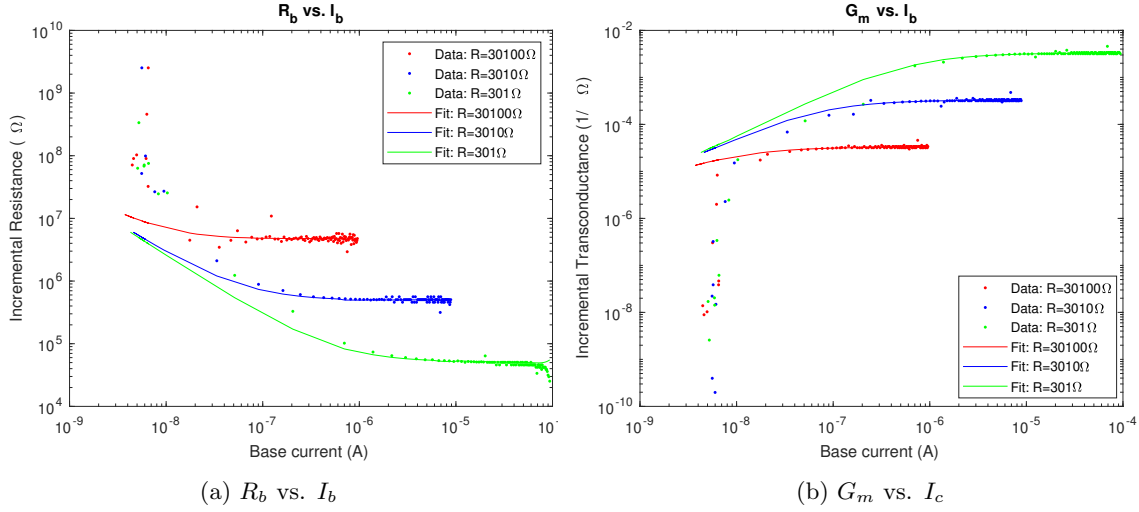 R_b vs. I_b
Incremental Resistance ( Ω)
10^10
10^9
10^8
10^7
10^6
10^5
10^4
Data: R=30100Ω
Data: R=3010Ω
Data: R=301Ω
Fit: R=30100Ω
Fit: R=3010Ω
Fit: R=301Ω
10^-9
10^-8
10^-7
10^-6
10^-5
10^-
Base current (A)
(a) R_b vs. I_b
G_m vs. I_b
Incremental Transconductance (1/ Ω)
10^-2
10^-4
10^-6
10^-8
10^-10
Data: R=30100Ω
Data: R=3010Ω
Data: R=301Ω
Fit: R=30100Ω
Fit: R=3010Ω
Fit: R=301Ω
10^-9
10^-8
10^-7
10^-6
10^-5
10^-4
Base current (A)
(b) G_m vs. I_c